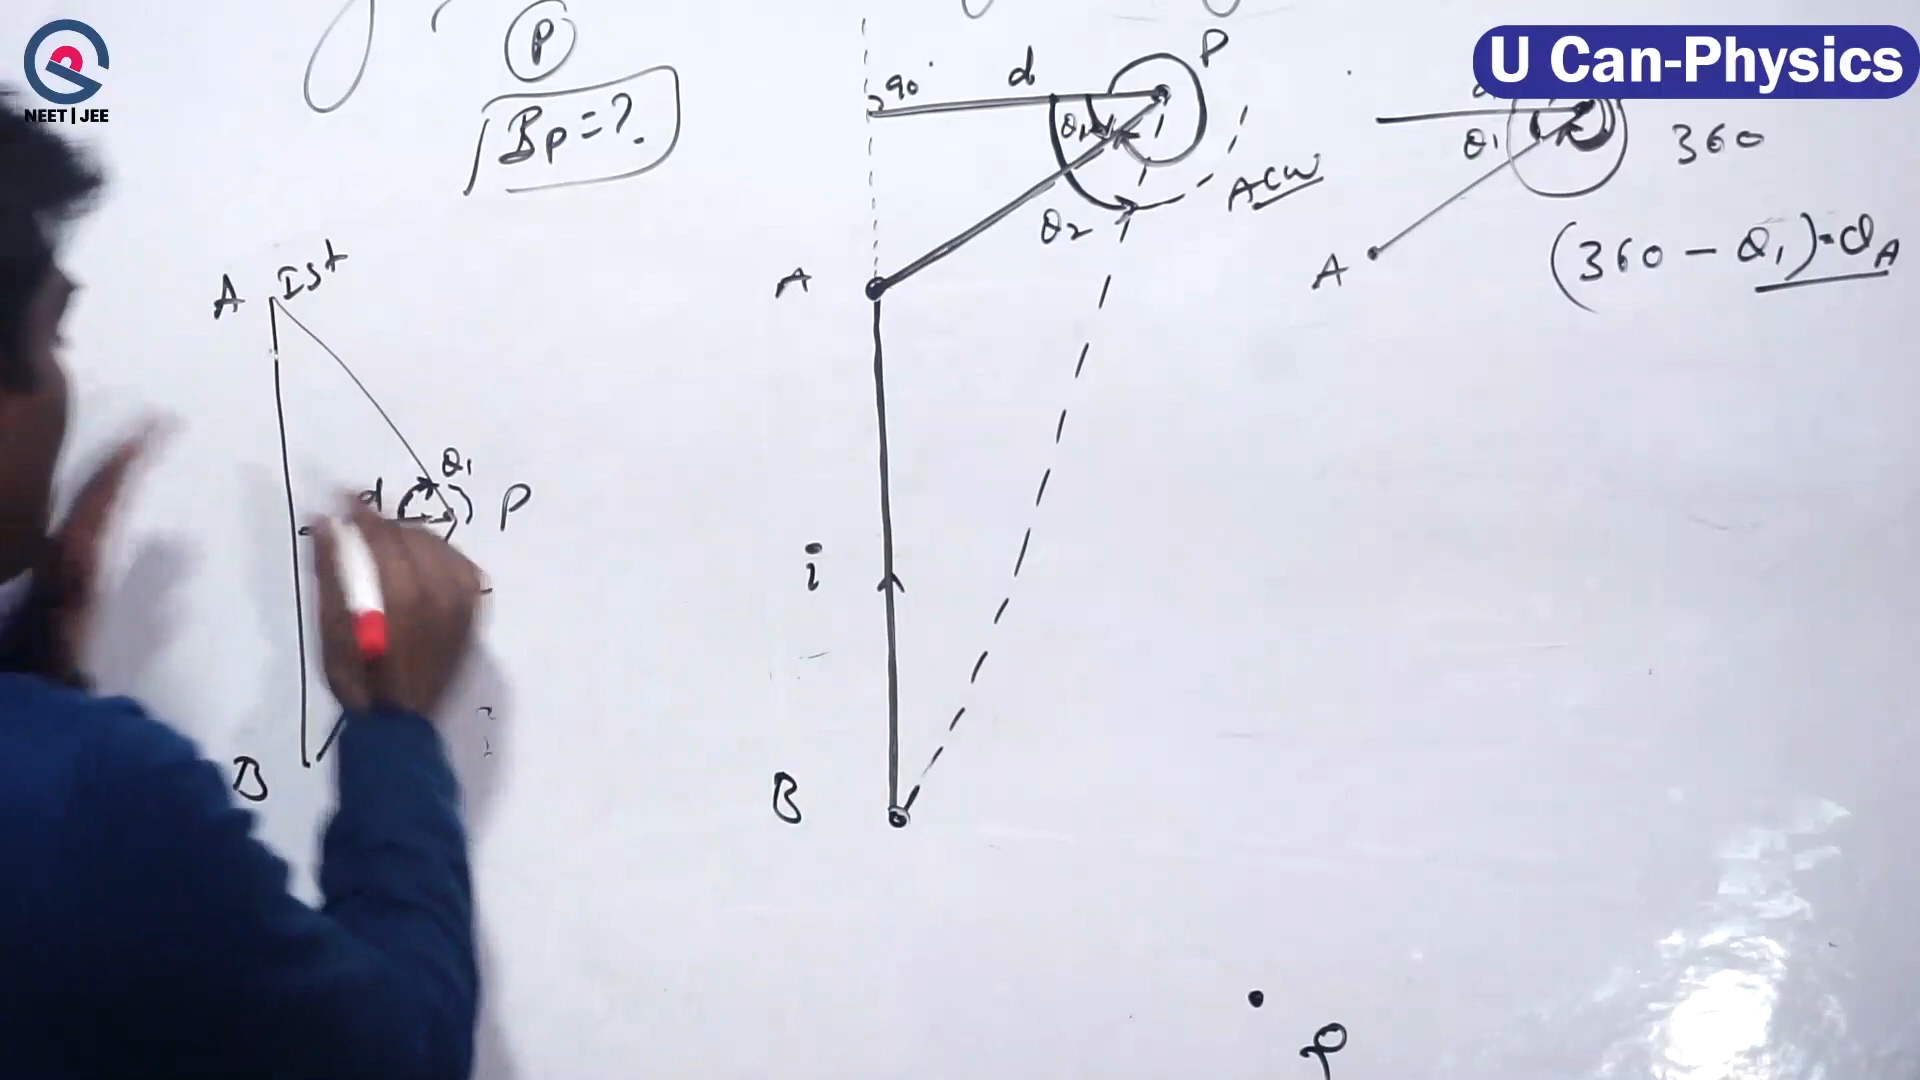 NEET | JEE
U Can-Physics
P
Bp = ?
90°
d
P
θ1
θ2
ACW
A
i
B
A Ist
θ1
d
P
B
θ1
360
A
(360 - θ1) = θA
P